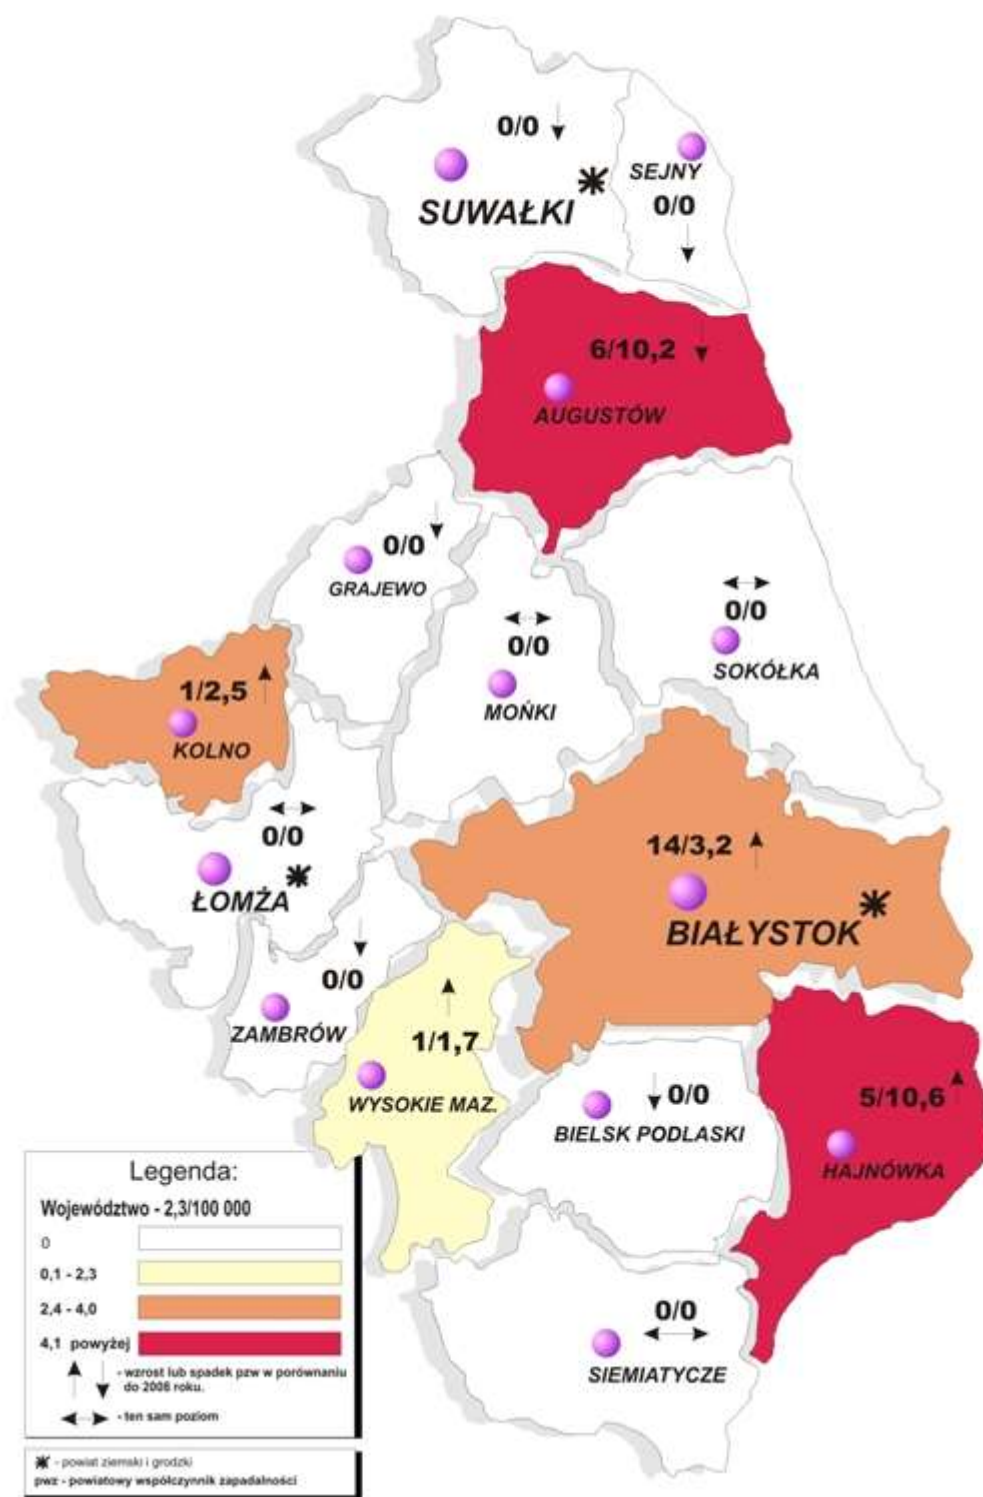 0/0
SUWAŁKI
SEJNY
0/0
6/10,2
AUGUSTÓW
0/0
GRAJEWO
0/0
MOŃKI
0/0
SOKÓŁKA
1/2,5
KOLNO
0/0
ŁOMŻA
14/3,2
BIAŁYSTOK
0/0
ZAMBRÓW
1/1,7
WYSOKIE MAZ.
0/0
BIELSK PODLASKI
5/10,6
HAJNÓWKA
0/0
SIEMIATYCZE
Legenda:
Województwo - 2,3/100 000
0
0,1 - 2,3
2,4 - 4,0
4,1 powyżej
- wzrost lub spadek pzw w porównaniu
do 2008 roku.
- ten sam poziom
- powiat ziemski i grodzki
pwz - powiatowy współczynnik zapadalności